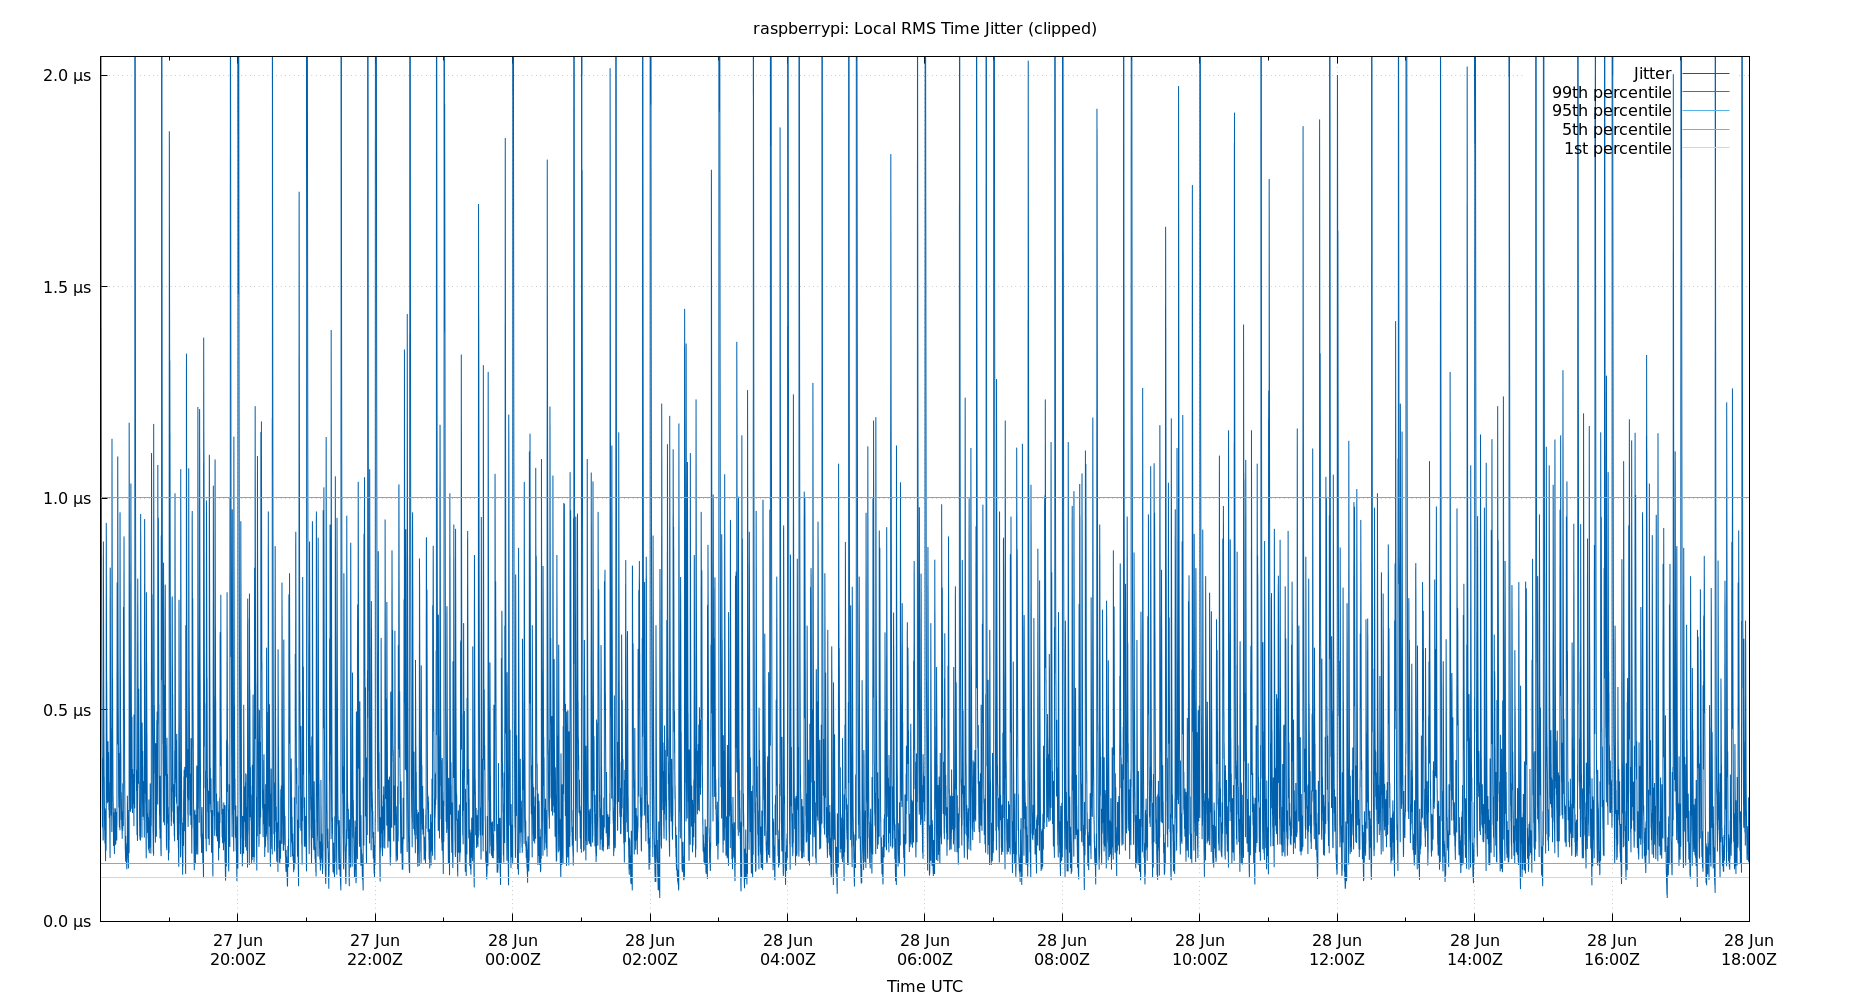 raspberrypi: Local RMS Time Jitter (clipped)
2.0 µs
1.5 µs
1.0 µs
0.5 µs
0.0 µs
Jitter
99th percentile
95th percentile
5th percentile
1st percentile
27 Jun 27 Jun 28 Jun 28 Jun 28 Jun 28 Jun 28 Jun 28 Jun 28 Jun 28 Jun 28 Jun 28 Jun
20:00Z 22:00Z 00:00Z 02:00Z 04:00Z 06:00Z 08:00Z 10:00Z 12:00Z 14:00Z 16:00Z 18:00Z
Time UTC